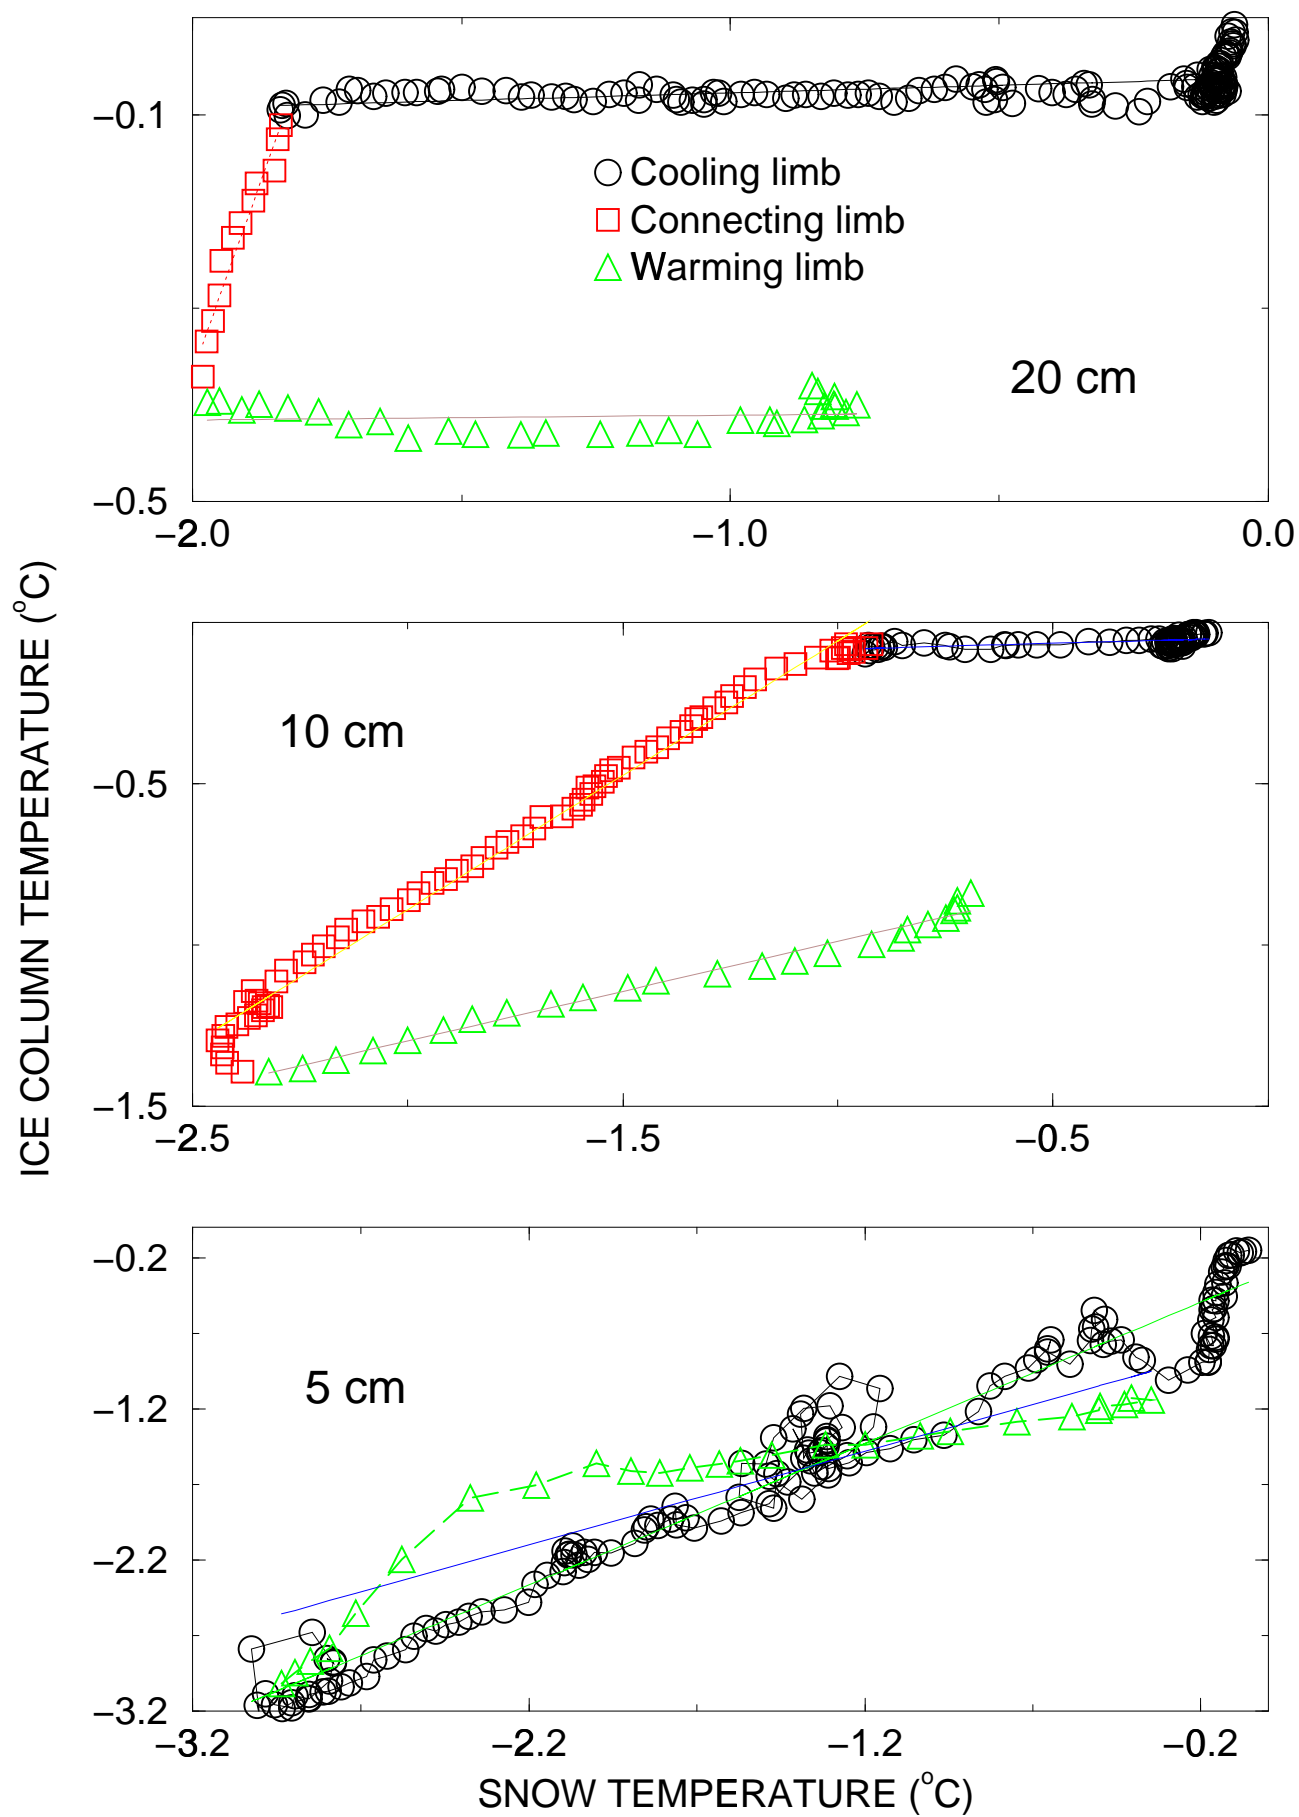 −0.1
Cooling limb
Connecting limb
Warming limb
20 cm
−0.5
−2.0 −1.0 0.0
ICE COLUMN TEMPERATURE (°C)
10 cm
−0.5
−1.5
−2.5 −1.5 −0.5
−0.2
5 cm
−1.2
−2.2
−3.2
−3.2 −2.2 −1.2 −0.2
SNOW TEMPERATURE (°C)